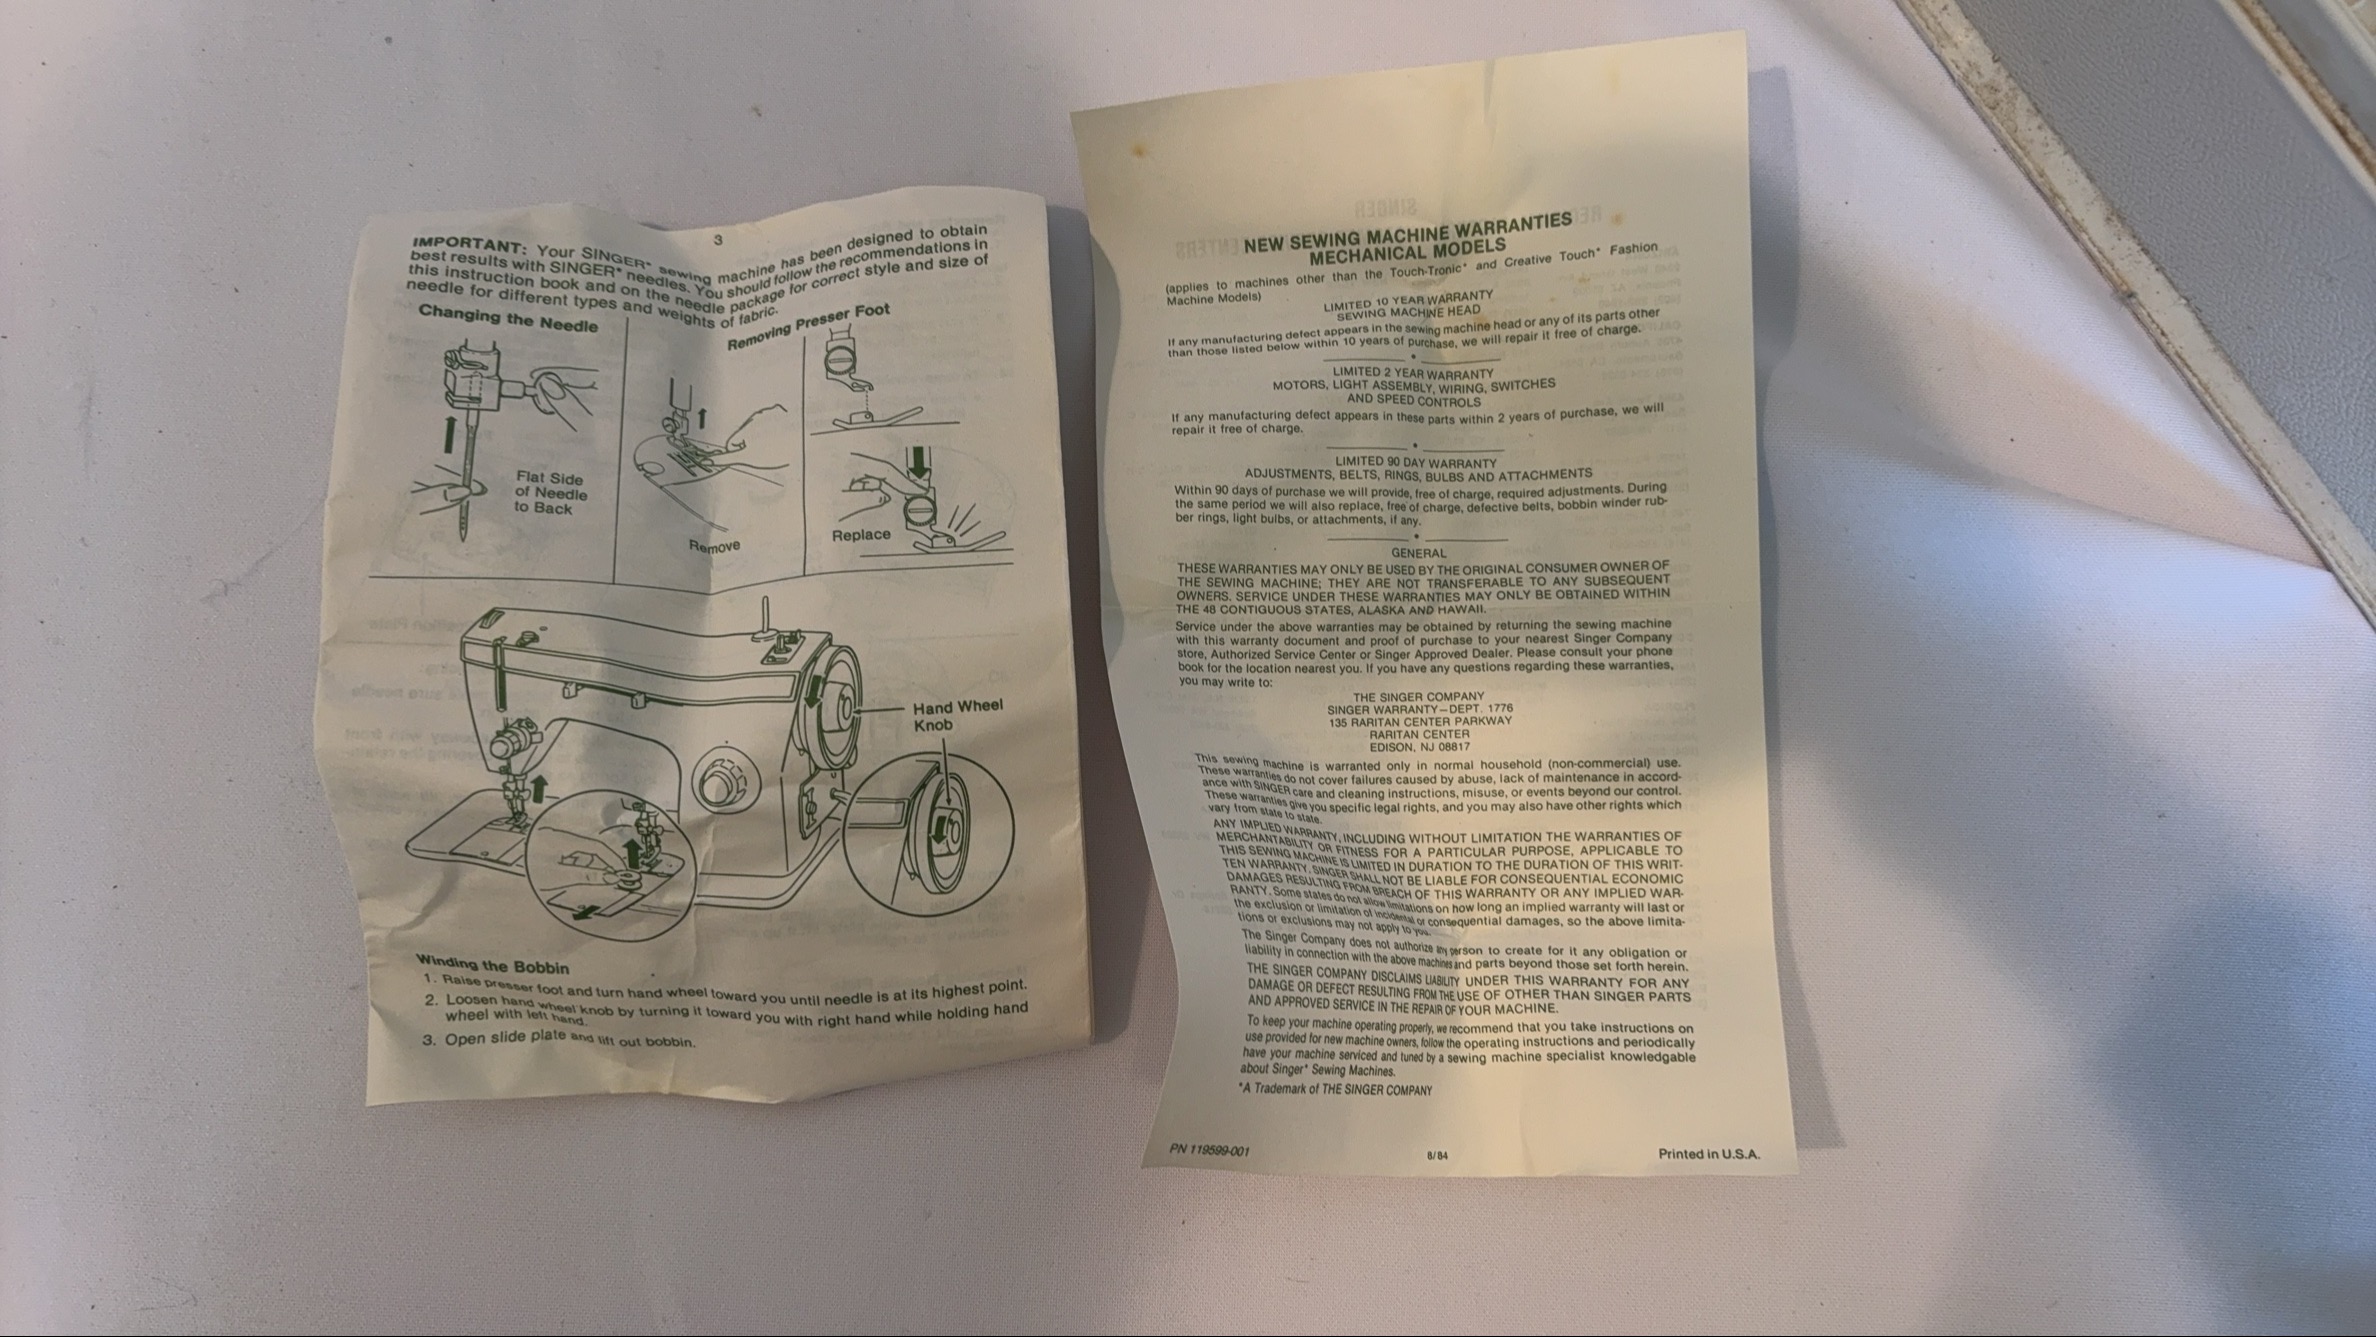 3
IMPORTANT: Your SINGER* sewing machine has been designed to obtain
best results with SINGER* needles. You should follow the recommendations in
this instruction book and on the needle package for correct style and size of
needle for different types and weights of fabric.
Changing the Needle
Removing Presser Foot
Flat Side
of Needle
to Back
Remove
Replace
Hand Wheel
Knob
Winding the Bobbin
1. Raise presser foot and turn hand wheel toward you until needle is at its highest point.
2. Loosen hand wheel knob by turning it toward you with right hand while holding hand
wheel with left hand.
3. Open slide plate and lift out bobbin.
NEW SEWING MACHINE WARRANTIES
MECHANICAL MODELS
(applies to machines other than the Touch-Tronic* and Creative Touch* Fashion
Machine Models)
LIMITED 10 YEAR WARRANTY
SEWING MACHINE HEAD
If any manufacturing defect appears in the sewing machine head or any of its parts other
than those listed below within 10 years of purchase, we will repair it free of charge.
LIMITED 2 YEAR WARRANTY
MOTORS, LIGHT ASSEMBLY, WIRING, SWITCHES
AND SPEED CONTROLS
If any manufacturing defect appears in these parts within 2 years of purchase, we will
repair it free of charge.
LIMITED 90 DAY WARRANTY
ADJUSTMENTS, BELTS, RINGS, BULBS AND ATTACHMENTS
Within 90 days of purchase we will provide, free of charge, required adjustments. During
the same period we will also replace, free of charge, defective belts, bobbin winder rub-
ber rings, light bulbs, or attachments, if any.
GENERAL
THESE WARRANTIES MAY ONLY BE USED BY THE ORIGINAL CONSUMER OWNER OF
THE SEWING MACHINE; THEY ARE NOT TRANSFERABLE TO ANY SUBSEQUENT
OWNERS. SERVICE UNDER THESE WARRANTIES MAY ONLY BE OBTAINED WITHIN
THE 48 CONTIGUOUS STATES, ALASKA AND HAWAII.
Service under the above warranties may be obtained by returning the sewing machine
with this warranty document and proof of purchase to your nearest Singer Company
store, Authorized Service Center or Singer Approved Dealer. Please consult your phone
book for the location nearest you. If you have any questions regarding these warranties,
you may write to:
THE SINGER COMPANY
SINGER WARRANTY—DEPT. 1776
135 RARITAN CENTER PARKWAY
RARITAN CENTER
EDISON, NJ 08817
This sewing machine is warranted only in normal household (non-commercial) use.
These warranties do not cover failures caused by abuse, lack of maintenance in accord-
ance with SINGER care and cleaning instructions, misuse, or events beyond our control.
These warranties give you specific legal rights, and you may also have other rights which
vary from state to state.
ANY IMPLIED WARRANTY, INCLUDING WITHOUT LIMITATION THE WARRANTIES OF
MERCHANTABILITY OR FITNESS FOR A PARTICULAR PURPOSE, APPLICABLE TO
THIS SEWING MACHINE IS LIMITED IN DURATION TO THE DURATION OF THIS WRIT-
TEN WARRANTY. SINGER SHALL NOT BE LIABLE FOR CONSEQUENTIAL ECONOMIC
DAMAGES RESULTING FROM BREACH OF THIS WARRANTY OR ANY IMPLIED WAR-
RANTY. Some states do not allow limitations on how long an implied warranty will last or
the exclusion or limitation of incidental or consequential damages, so the above limita-
tions or exclusions may not apply to you.
The Singer Company does not authorize any person to create for it any obligation or
liability in connection with the above machines and parts beyond those set forth herein.
THE SINGER COMPANY DISCLAIMS LIABILITY UNDER THIS WARRANTY FOR ANY
DAMAGE OR DEFECT RESULTING FROM THE USE OF OTHER THAN SINGER PARTS
AND APPROVED SERVICE IN THE REPAIR OF YOUR MACHINE.
To keep your machine operating properly, we recommend that you take instructions on
use provided for new machine owners, follow the operating instructions and periodically
have your machine serviced and tuned by a sewing machine specialist knowledgable
about Singer* Sewing Machines.
*A Trademark of THE SINGER COMPANY
PN 119599-001
8/84
Printed in U.S.A.